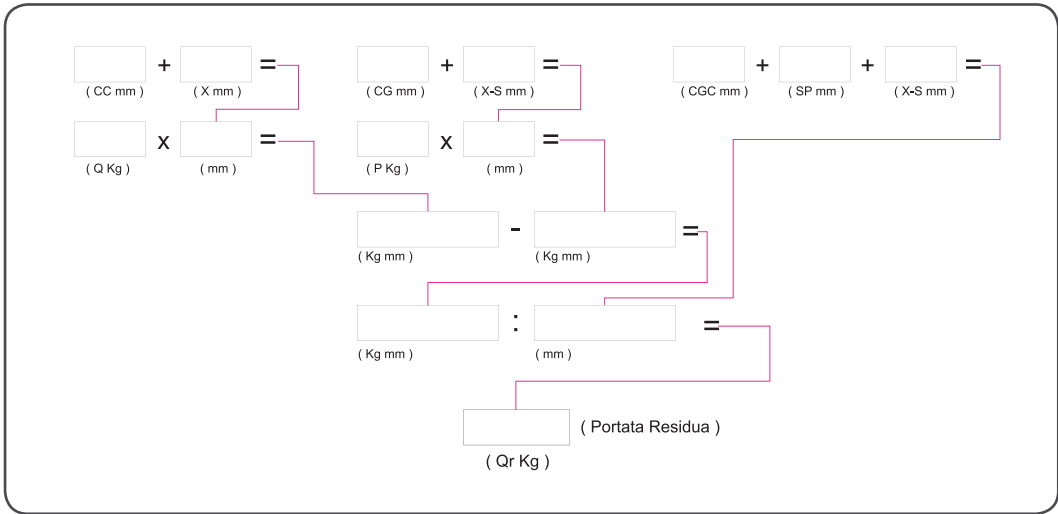 + = + = + + =
( CC mm ) ( X mm ) ( CG mm ) ( X-S mm ) ( CGC mm ) ( SP mm ) ( X-S mm )
x = x =
( Q Kg ) ( mm ) ( P Kg ) ( mm )
- =
( Kg mm ) ( Kg mm )
: =
( Kg mm ) ( mm )
( Portata Residua )
( Qr Kg )